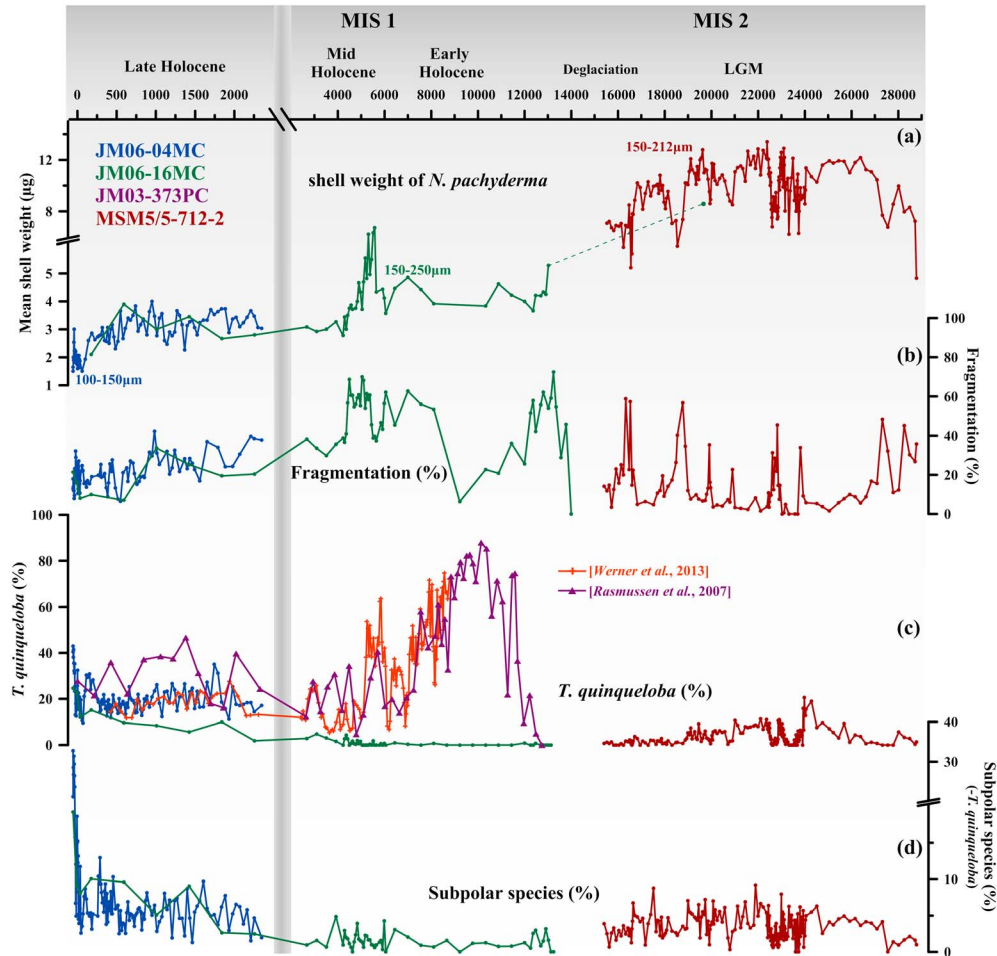 MIS 1
MIS 2
Late Holocene
Mid
Holocene
Early
Holocene
Deglaciation
LGM
0 500 1000 1500 2000 4000 6000 8000 10000 12000 14000 16000 18000 20000 22000 24000 26000 28000
(a)
JM06-04MC
JM06-16MC
JM03-373PC
MSM5/5-712-2
shell weight of N. pachyderma
150-212μm
150-250μm
100-150μm
Mean shell weight (μg)
12
8
5
4
3
2
1
(b)
Fragmentation (%)
100
80
60
40
20
0
Fragmentation (%)
T. quinqueloba (%)
100
80
60
40
20
0
[Werner et al., 2013]
[Rasmussen et al., 2007]
(c)
T. quinqueloba (%)
40
30
10
0
Subpolar species (%)
(-T. quinqueloba)
(d)
Subpolar species (%)